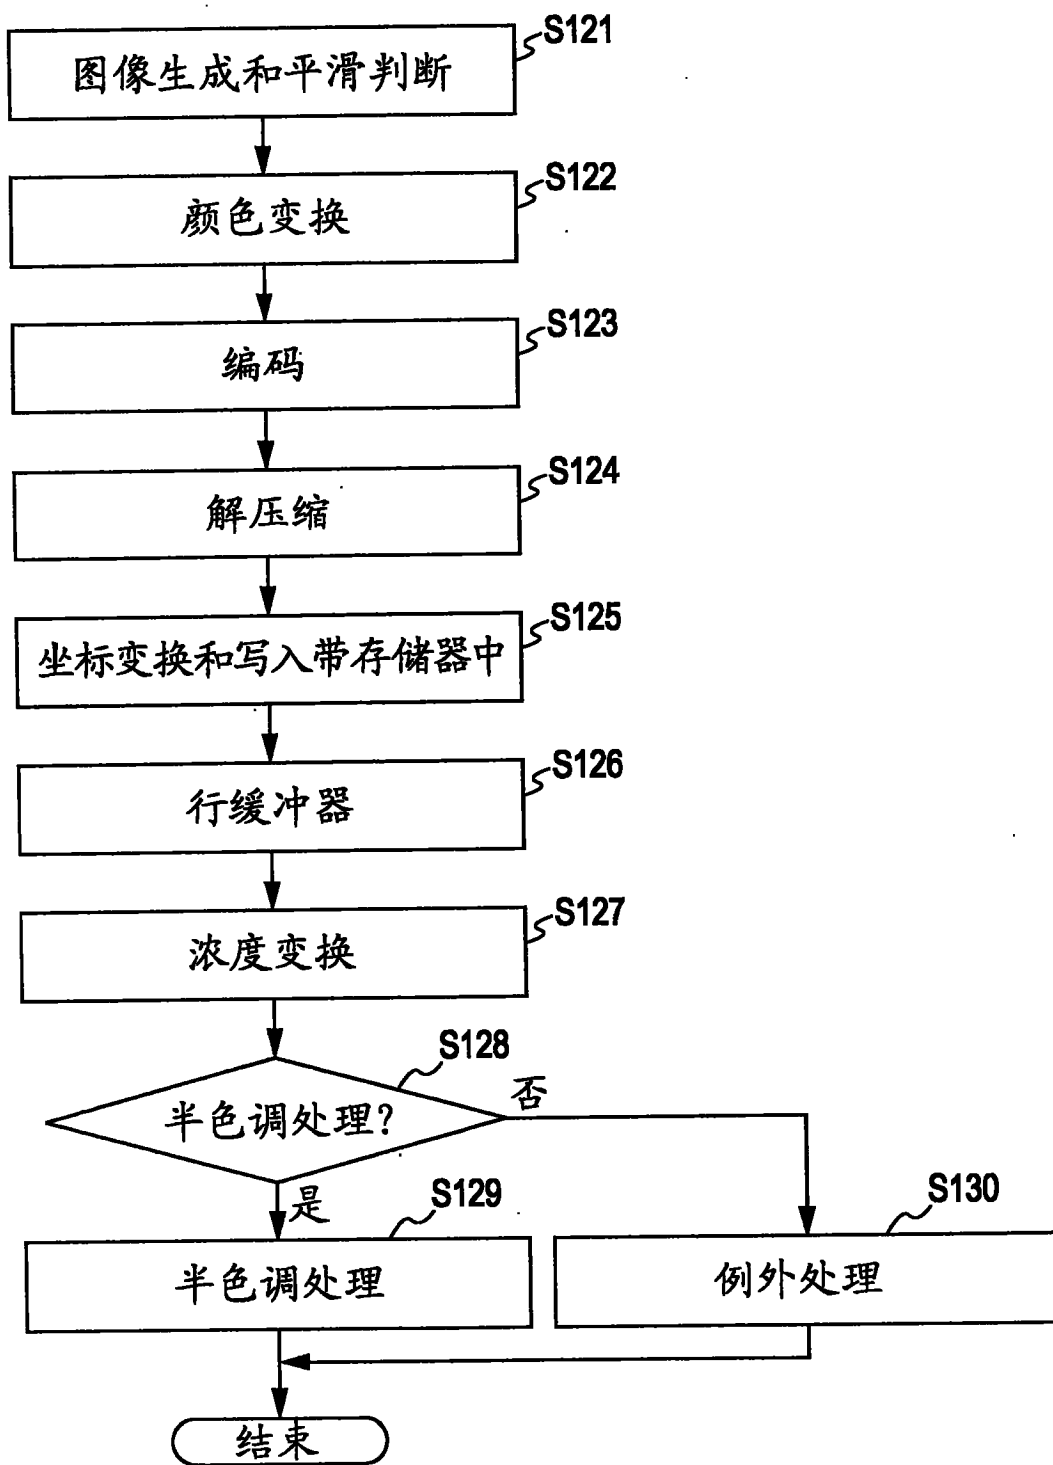 S121
图像生成和平滑判断
S122
颜色变换
S123
编码
S124
解压缩
S125
坐标变换和写入带存储器中
S126
行缓冲器
S127
浓度变换
S128
半色调处理?
否
是
S129
半色调处理
S130
例外处理
结束